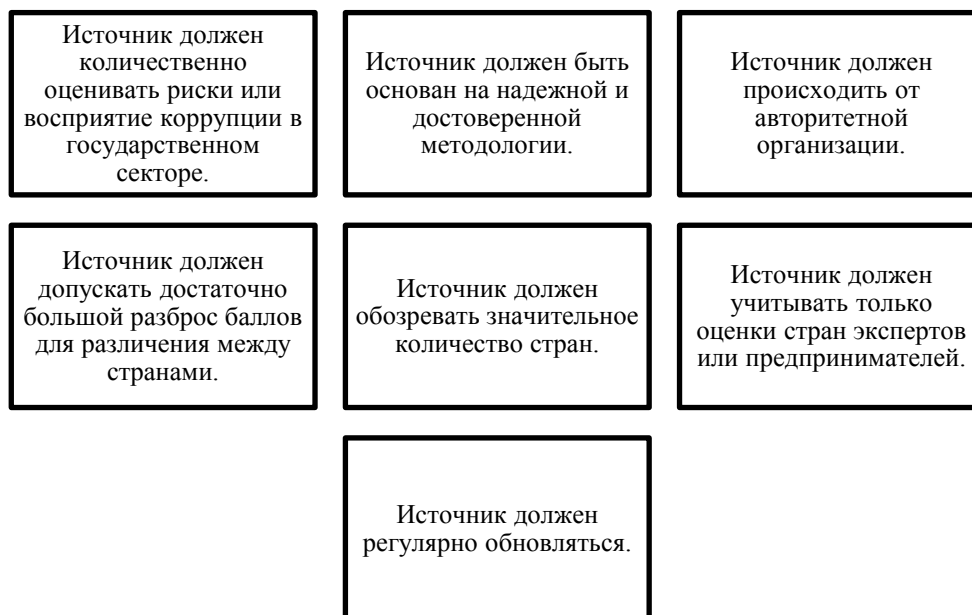 Источник должен
количественно
оценивать риски или
восприятие коррупции в
государственном
секторе.
Источник должен быть
основан на надежной и
достоверенной
методологии.
Источник должен
происходить от
авторитетной
организации.
Источник должен
допускать достаточно
большой разброс баллов
для различения между
странами.
Источник должен
обозревать значительное
количество стран.
Источник должен
учитывать только
оценки стран экспертов
или предпринимателей.
Источник должен
регулярно обновляться.